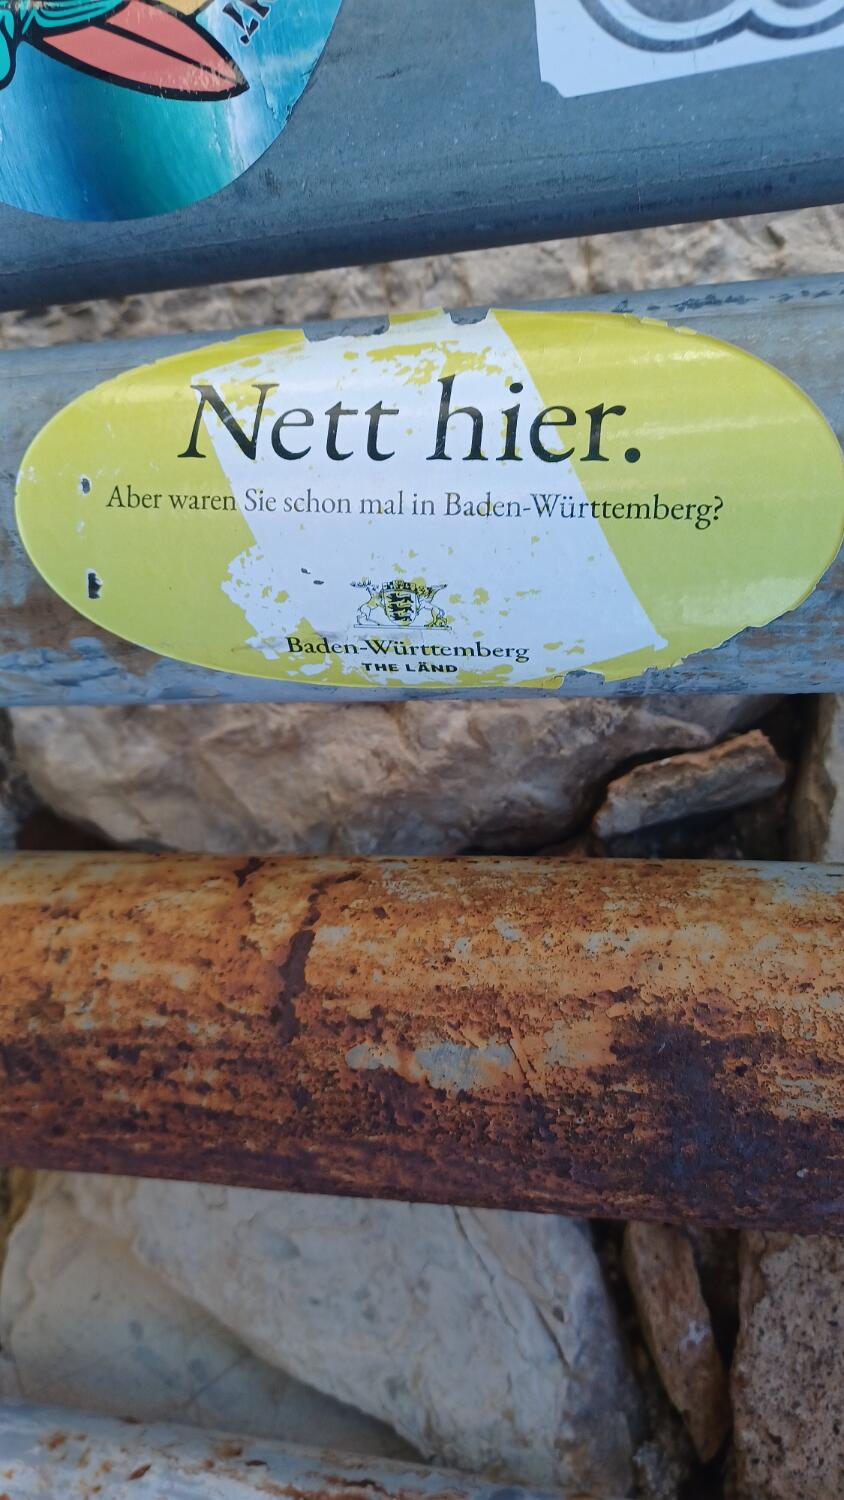 Nett hier.
Aber waren Sie schon mal in Baden-Württemberg?
Baden-Württemberg
THE LÄND